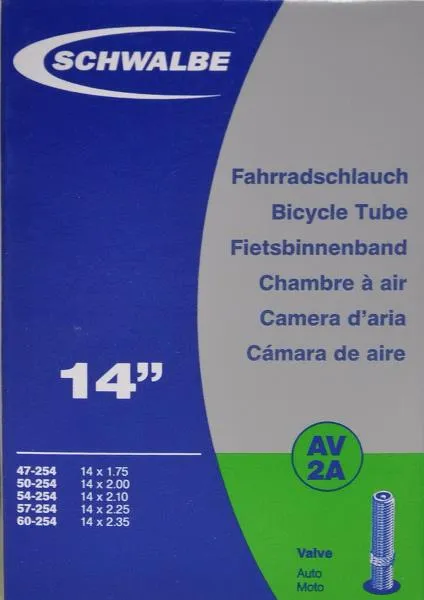 SCHWALBE
Fahrradschlauch
Bicycle Tube
Fietsbinnenband
Chambre à air
Camera d'aria
Cámara de aire
14”
47-254 14 x 1.75
50-254 14 x 2.00
54-254 14 x 2.10
57-254 14 x 2.25
60-254 14 x 2.35
AV
2A
Valve
Auto
Moto